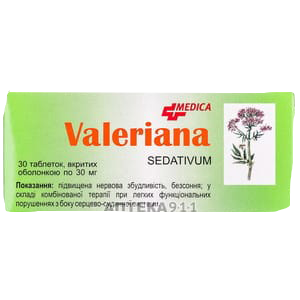 MEDICA
Valeriana
SEDATIVUM
30 таблеток, вкритих
оболонкою по 30 мг
Показання: підвищена нервова збудливість, безсоння; у
складі комбінованої терапії при легких функціональних
порушеннях з боку серцево-судинної системи.
АПТЕКА 9·1·1